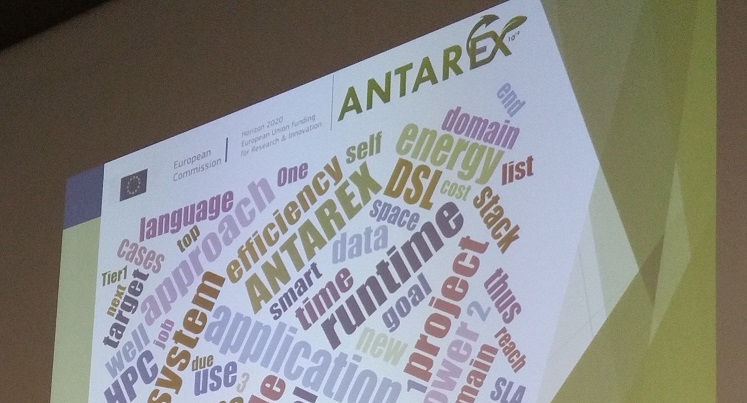 ANTAREX
10¹⁸
European
Commission
Horizon 2020
European Union funding
for Research & Innovation
end
domain
self
energy
list
One
DSL
cost
stack
language
approach
efficiency
ANTAREX
space
top
cases
data
runtime
Tier1
smart
time
next
target
project
thus
goal
system
application
2
well
job
new
reach
HPC
due
use
3
1
SLA